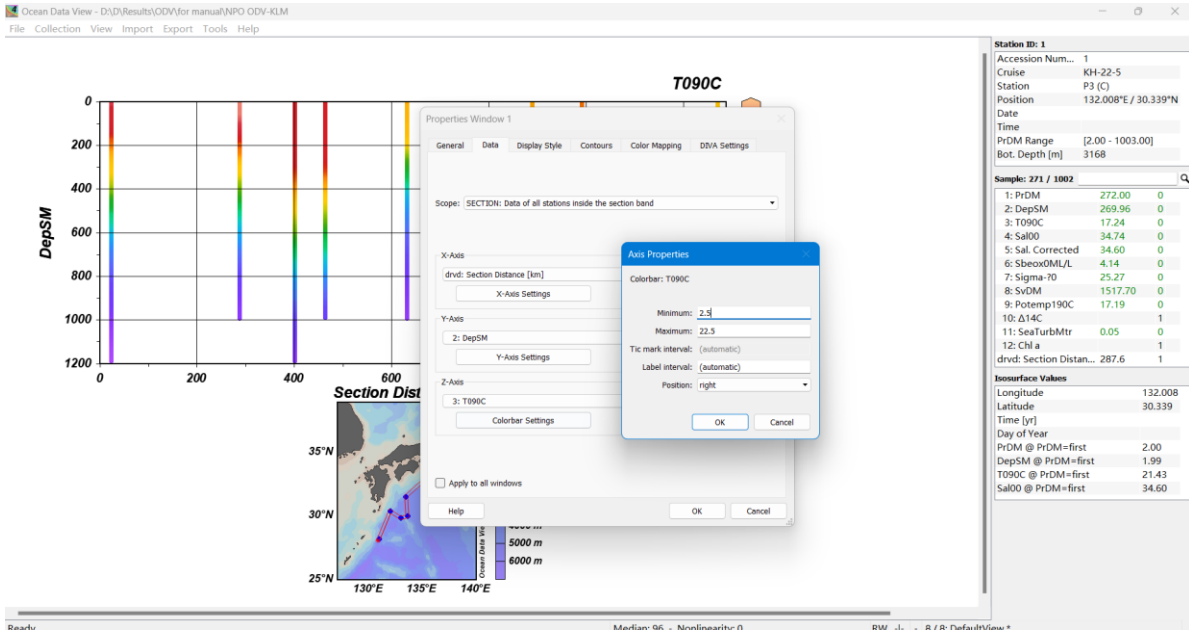 Ocean Data View - D:\D\Results\ODV\for manual\NPO ODV-KLM
File Collection View Import Export Tools Help
T090C
0
200
400
600
800
1000
1200
DepSM
0 200 400 600
Section Dist
35°N
30°N
25°N
130°E 135°E 140°E
Ocean Data Vie
5000 m
6000 m
Properties Window 1
General Data Display Style Contours Color Mapping DIVA Settings
Scope: SECTION: Data of all stations inside the section band
X-Axis
drvd: Section Distance [km]
X-Axis Settings
Y-Axis
2: DepSM
Y-Axis Settings
Z-Axis
3: T090C
Colorbar Settings
Apply to all windows
Help OK Cancel
Axis Properties
Colorbar: T090C
Minimum: 2.5
Maximum: 22.5
Tic mark interval: (automatic)
Label interval: (automatic)
Position: right
OK Cancel
Station ID: 1
Accession Num... 1
Cruise KH-22-5
Station P3 (C)
Position 132.008°E / 30.339°N
Date
Time
PrDM Range [2.00 - 1003.00]
Bot. Depth [m] 3168
Sample: 271 / 1002
1: PrDM 272.00 0
2: DepSM 269.96 0
3: T090C 17.24 0
4: Sal00 34.74 0
5: Sal. Corrected 34.60 0
6: Sbeox0ML/L 4.14 0
7: Sigma-?0 25.27 0
8: SvDM 1517.70 0
9: Potemp190C 17.19 0
10: Δ14C 1
11: SeaTurbMtr 0.05 0
12: Chl a 1
drvd: Section Distan... 287.6 1
Isosurface Values
Longitude 132.008
Latitude 30.339
Time [yr]
Day of Year
PrDM @ PrDM=first 2.00
DepSM @ PrDM=first 1.99
T090C @ PrDM=first 21.43
Sal00 @ PrDM=first 34.60
Ready Median: 96 - Nonlinearity: 0 RW -|- - 8 / 8: DefaultView *